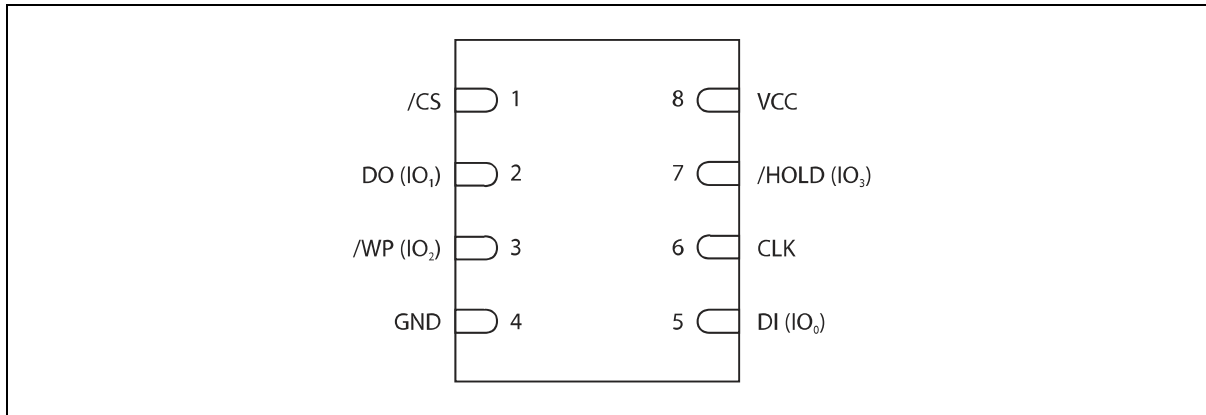 /CS 1 8 VCC
DO (IO₁) 2 7 /HOLD (IO₃)
/WP (IO₂) 3 6 CLK
GND 4 5 DI (IO₀)